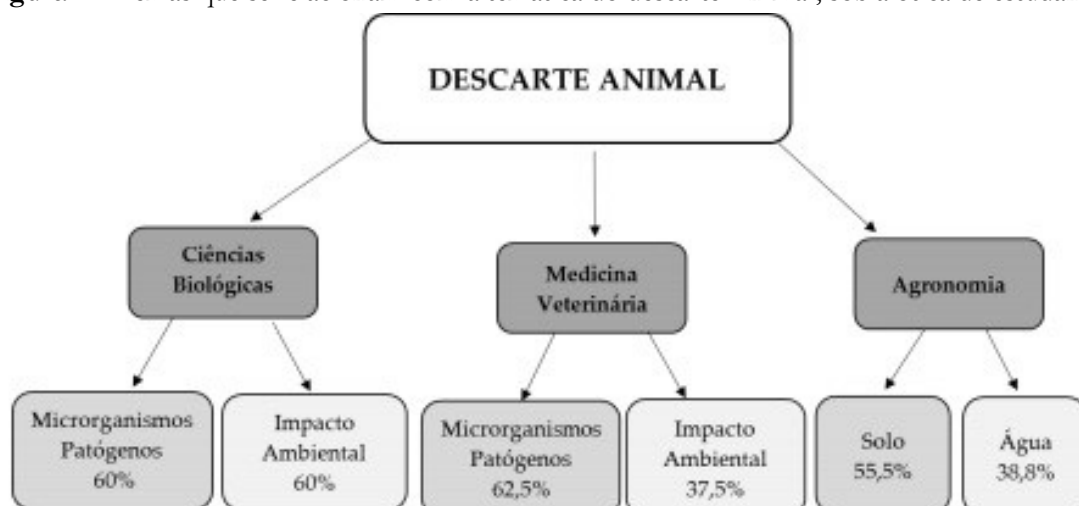 DESCARTE ANIMAL
Ciências
Biológicas
Medicina
Veterinária
Agronomia
Microrganismos
Patógenos
60%
Impacto
Ambiental
60%
Microrganismos
Patógenos
62,5%
Impacto
Ambiental
37,5%
Solo
55,5%
Água
38,8%